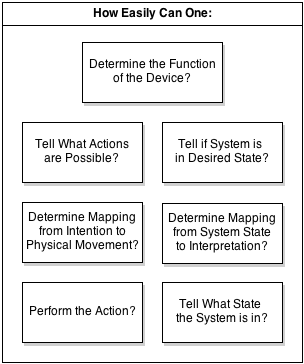 How Easily Can One:
Determine the Function
of the Device?
Tell What Actions
are Possible?
Tell if System is
in Desired State?
Determine Mapping
from Intention to
Physical Movement?
Determine Mapping
from System State
to Interpretation?
Perform the Action?
Tell What State
the System is in?